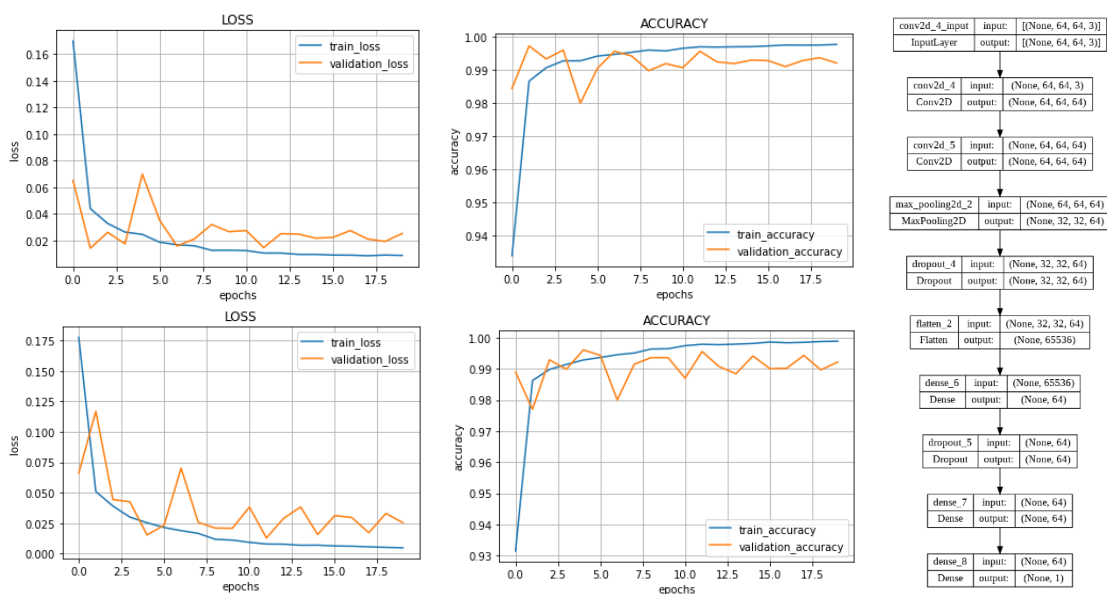 LOSS
train_loss
validation_loss
0.16
0.14
0.12
0.10
0.08
0.06
0.04
0.02
loss
0.0 2.5 5.0 7.5 10.0 12.5 15.0 17.5
epochs
ACCURACY
1.00
0.99
0.98
0.97
0.96
0.95
0.94
accuracy
train_accuracy
validation_accuracy
0.0 2.5 5.0 7.5 10.0 12.5 15.0 17.5
epochs
LOSS
train_loss
validation_loss
0.175
0.150
0.125
0.100
0.075
0.050
0.025
0.000
loss
0.0 2.5 5.0 7.5 10.0 12.5 15.0 17.5
epochs
ACCURACY
1.00
0.99
0.98
0.97
0.96
0.95
0.94
0.93
accuracy
train_accuracy
validation_accuracy
0.0 2.5 5.0 7.5 10.0 12.5 15.0 17.5
epochs
conv2d_4_input input: [(None, 64, 64, 3)]
InputLayer output: [(None, 64, 64, 3)]
conv2d_4 input: (None, 64, 64, 3)
Conv2D output: (None, 64, 64, 64)
conv2d_5 input: (None, 64, 64, 64)
Conv2D output: (None, 64, 64, 64)
max_pooling2d_2 input: (None, 64, 64, 64)
MaxPooling2D output: (None, 32, 32, 64)
dropout_4 input: (None, 32, 32, 64)
Dropout output: (None, 32, 32, 64)
flatten_2 input: (None, 32, 32, 64)
Flatten output: (None, 65536)
dense_6 input: (None, 65536)
Dense output: (None, 64)
dropout_5 input: (None, 64)
Dropout output: (None, 64)
dense_7 input: (None, 64)
Dense output: (None, 64)
dense_8 input: (None, 64)
Dense output: (None, 1)